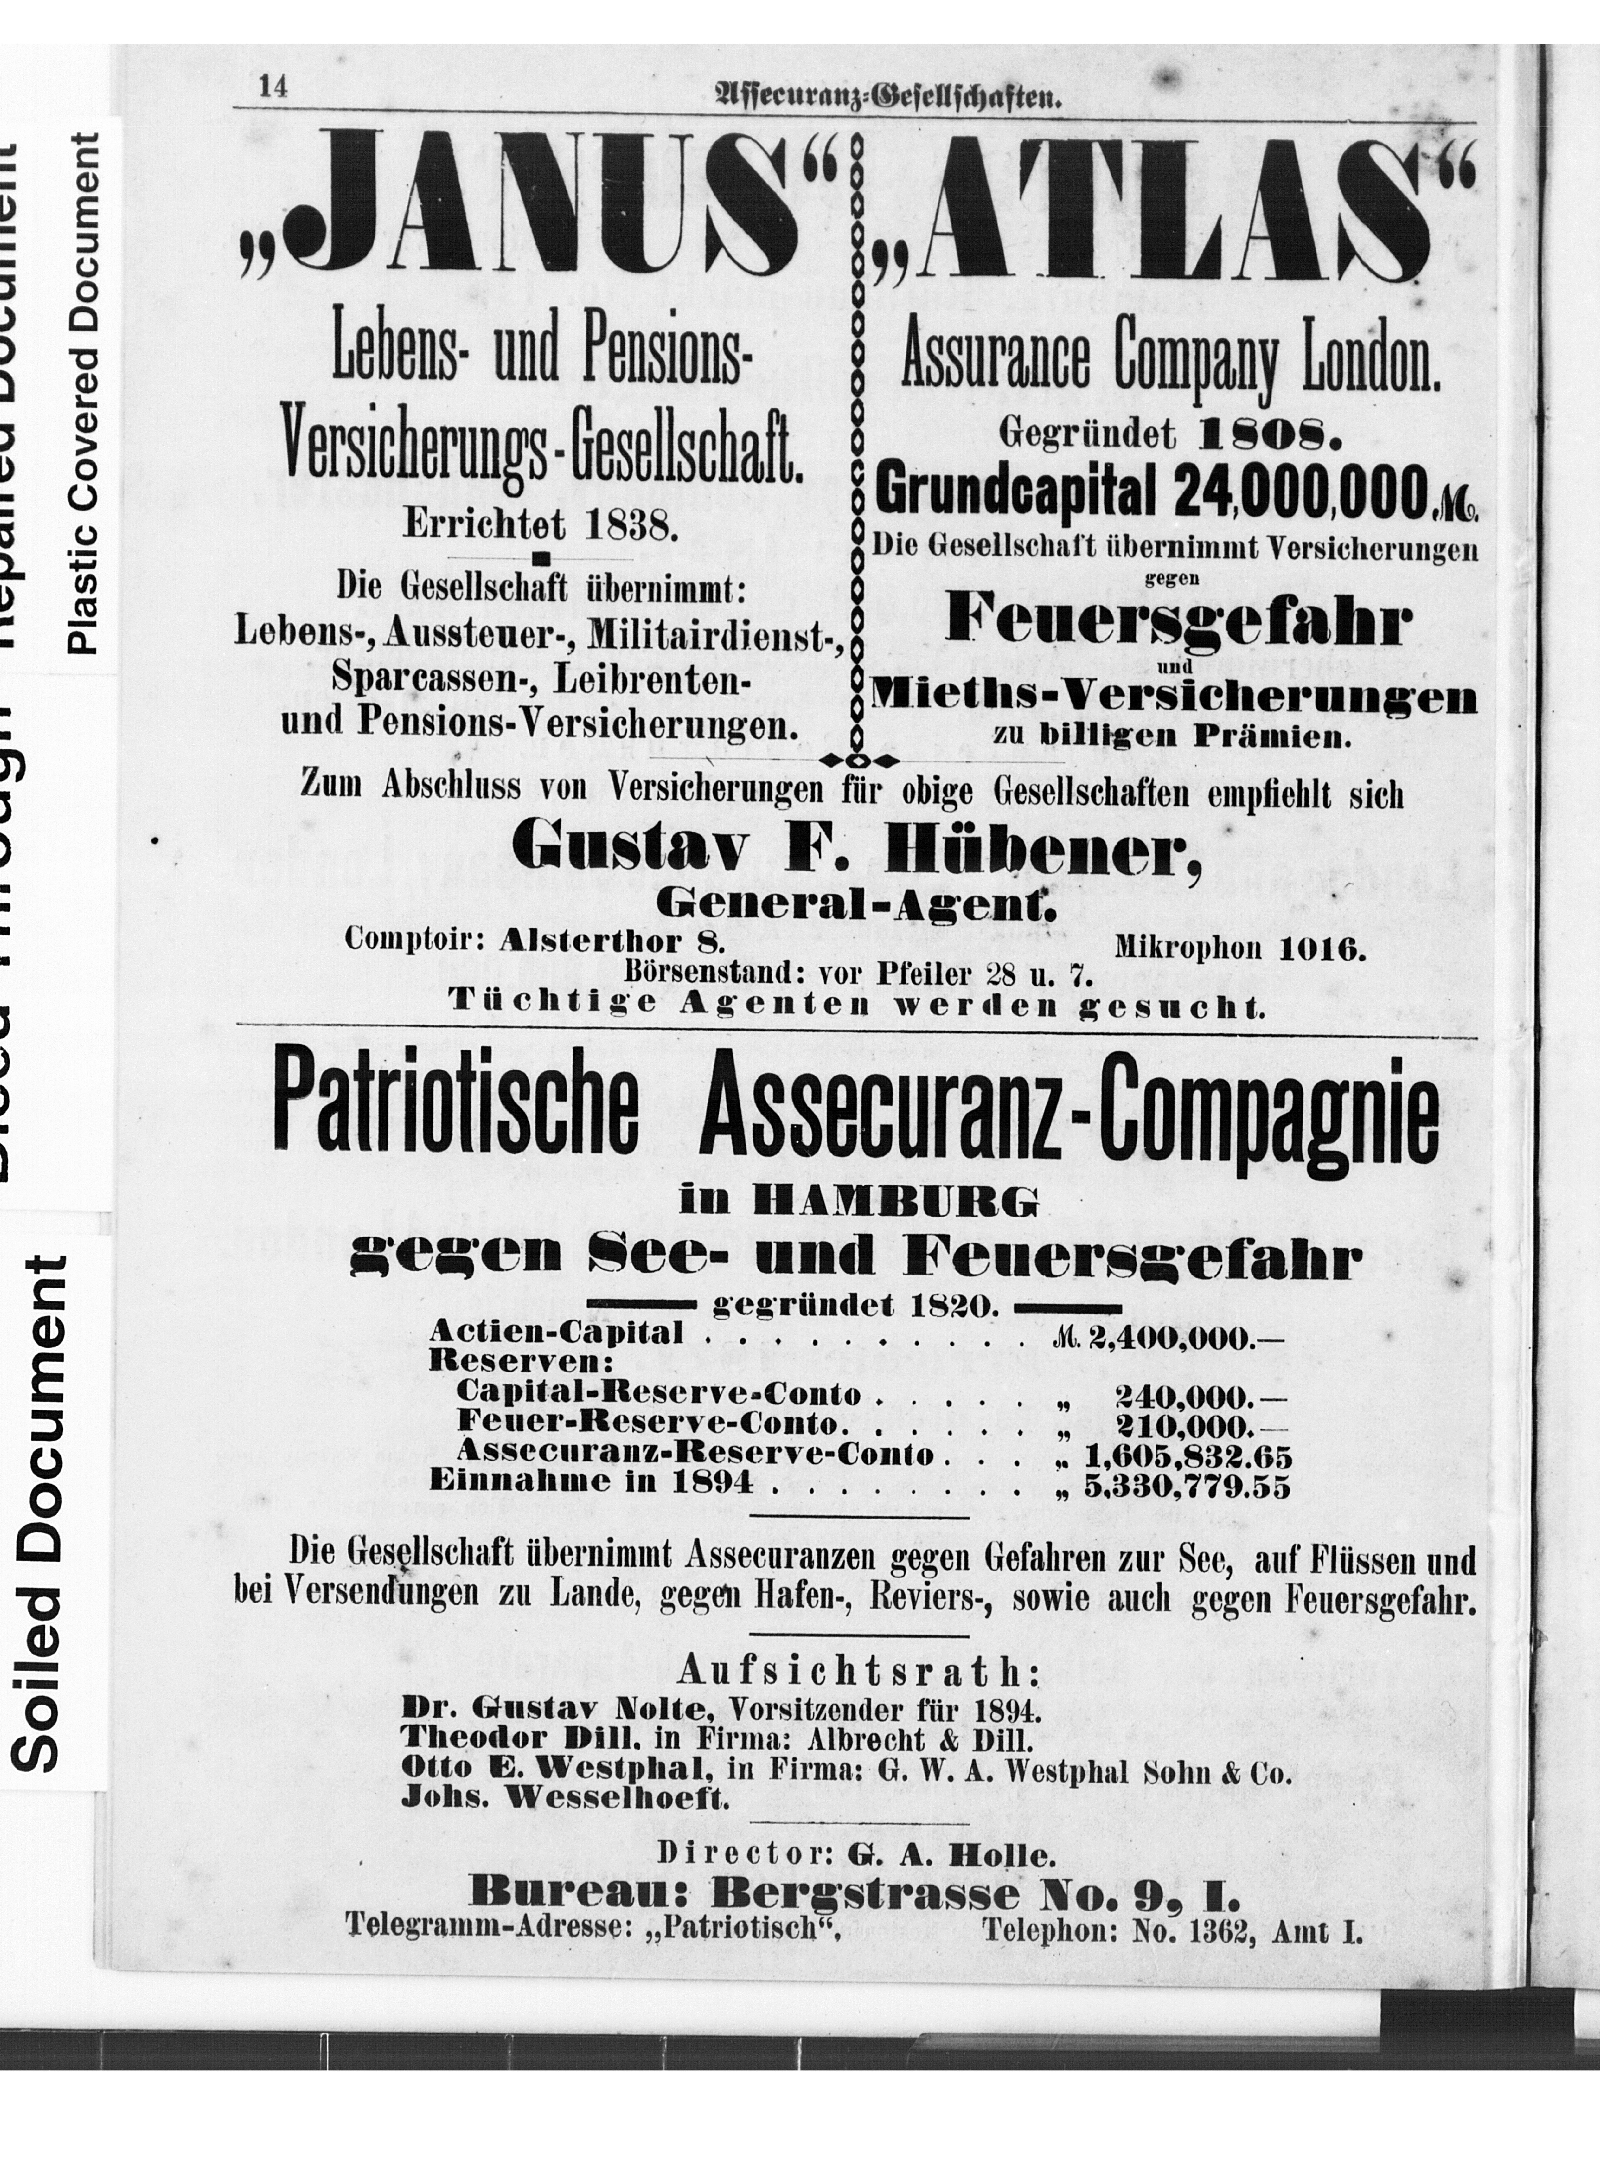 14
Assecuranz-Gesellschaften.
„JANUS“
Lebens- und Pensions-
Versicherungs-Gesellschaft.
Errichtet 1838.
Die Gesellschaft übernimmt:
Lebens-, Aussteuer-, Militairdienst-,
Sparcassen-, Leibrenten-
und Pensions-Versicherungen.
„ATLAS“
Assurance Company London.
Gegründet 1808.
Grundcapital 24,000,000 M.
Die Gesellschaft übernimmt Versicherungen
gegen
Feuersgefahr
und
Mieths-Versicherungen
zu billigen Prämien.
Zum Abschluss von Versicherungen für obige Gesellschaften empfiehlt sich
Gustav F. Hübener,
General-Agent.
Comptoir: Alsterthor 8. Mikrophon 1016.
Börsenstand: vor Pfeiler 28 u. 7.
Tüchtige Agenten werden gesucht.
Patriotische Assecuranz-Compagnie
in HAMBURG
gegen See- und Feuersgefahr
gegründet 1820.
Actien-Capital . . . . . . . . . . M. 2,400,000.—
Reserven:
Capital-Reserve-Conto . . . . . . „ 240,000.—
Feuer-Reserve-Conto. . . . . . . „ 210,000.—
Assecuranz-Reserve-Conto . . . „ 1,605,832.65
Einnahme in 1894 . . . . . . . . „ 5,330,779.55
Die Gesellschaft übernimmt Assecuranzen gegen Gefahren zur See, auf Flüssen und
bei Versendungen zu Lande, gegen Hafen-, Reviers-, sowie auch gegen Feuersgefahr.
Aufsichtsrath:
Dr. Gustav Nolte, Vorsitzender für 1894.
Theodor Dill, in Firma: Albrecht & Dill.
Otto E. Westphal, in Firma: G. W. A. Westphal Sohn & Co.
Johs. Wesselhoeft.
Director: G. A. Holle.
Bureau: Bergstrasse No. 9, I.
Telegramm-Adresse: „Patriotisch“. Telephon: No. 1362, Amt I.
Plastic Covered Document
Soiled Document